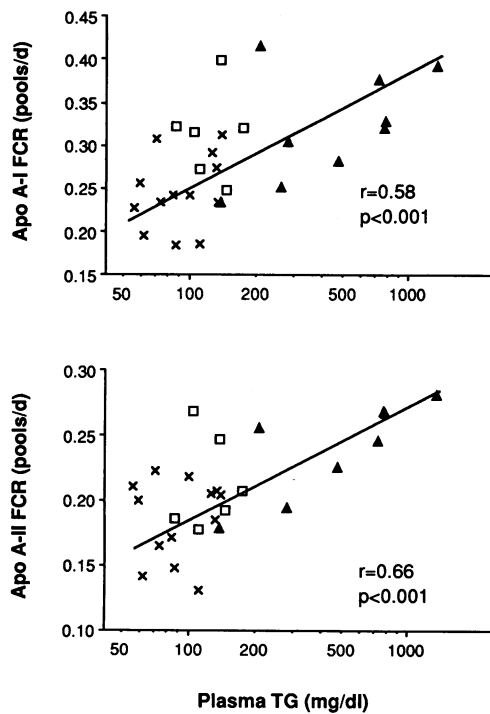 0.45
0.40
0.35
0.30
0.25
0.20
0.15
Apo A-I FCR (pools/d)
r=0.58
p<0.001
50 100 200 500 1000
0.30
0.25
0.20
0.15
0.10
Apo A-II FCR (pools/d)
r=0.66
p<0.001
50 100 200 500 1000
Plasma TG (mg/dl)